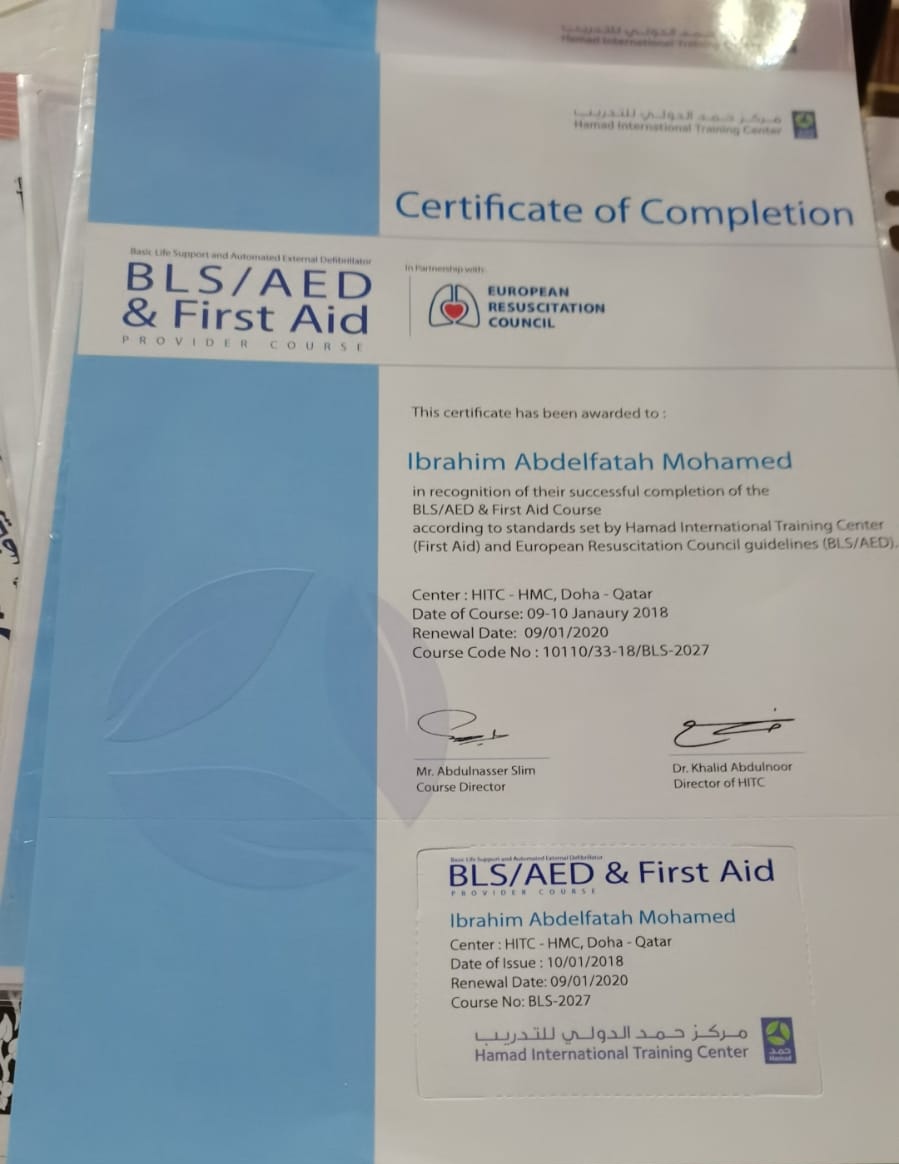 مركز حمد الدولي للتدريب
Hamad International Training Center
Certificate of Completion
Basic Life Support and Automated External Defibrillator
BLS/AED
& First Aid
PROVIDER COURSE
In Partnership with:
EUROPEAN
RESUSCITATION
COUNCIL
This certificate has been awarded to :
Ibrahim Abdelfatah Mohamed
in recognition of their successful completion of the
BLS/AED & First Aid Course
according to standards set by Hamad International Training Center
(First Aid) and European Resuscitation Council guidelines (BLS/AED).
Center : HITC - HMC, Doha - Qatar
Date of Course: 09-10 Janaury 2018
Renewal Date: 09/01/2020
Course Code No : 10110/33-18/BLS-2027
Mr. Abdulnasser Slim
Course Director
Dr. Khalid Abdulnoor
Director of HITC
Basic Life Support and Automated External Defibrillator
BLS/AED & First Aid
PROVIDER COURSE
Ibrahim Abdelfatah Mohamed
Center : HITC - HMC, Doha - Qatar
Date of Issue : 10/01/2018
Renewal Date: 09/01/2020
Course No: BLS-2027
مركز حمد الدولي للتدريب
Hamad International Training Center
حمد
Hamad